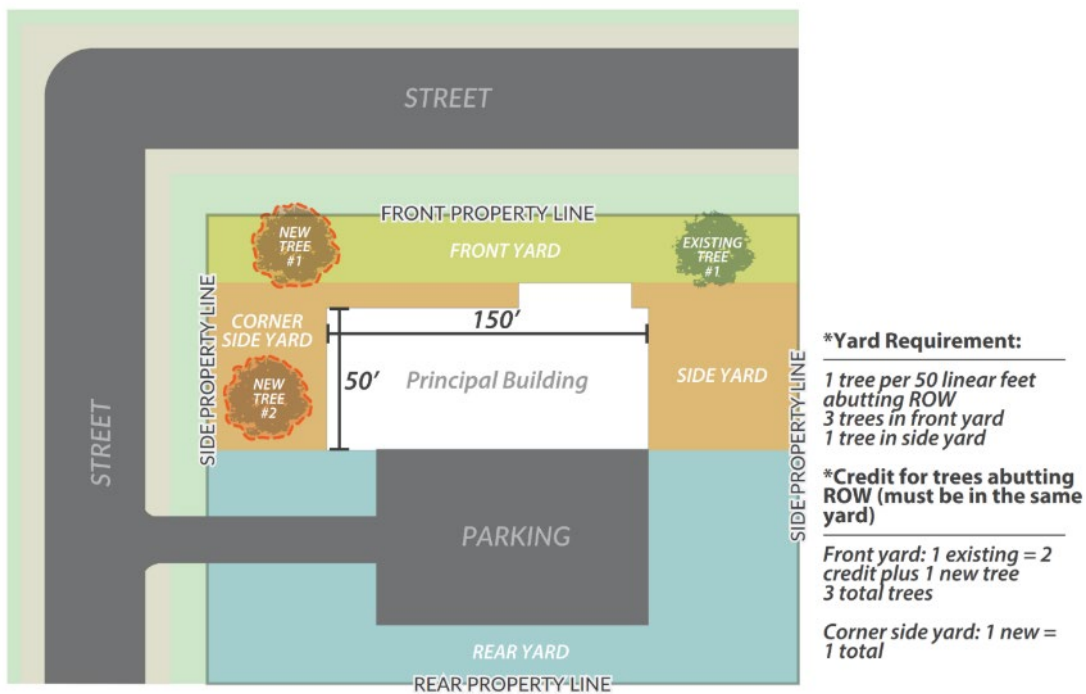 STREET
FRONT PROPERTY LINE
NEW
TREE
#1
FRONT YARD
EXISTING
TREE
#1
SIDE PROPERTY LINE
CORNER
SIDE YARD
150'
50'
Principal Building
SIDE YARD
NEW
TREE
#2
STREET
SIDE PROPERTY LINE
PARKING
REAR YARD
REAR PROPERTY LINE
*Yard Requirement:
1 tree per 50 linear feet
abutting ROW
3 trees in front yard
1 tree in side yard
*Credit for trees abutting
ROW (must be in the same
yard)
Front yard: 1 existing = 2
credit plus 1 new tree
3 total trees
Corner side yard: 1 new =
1 total